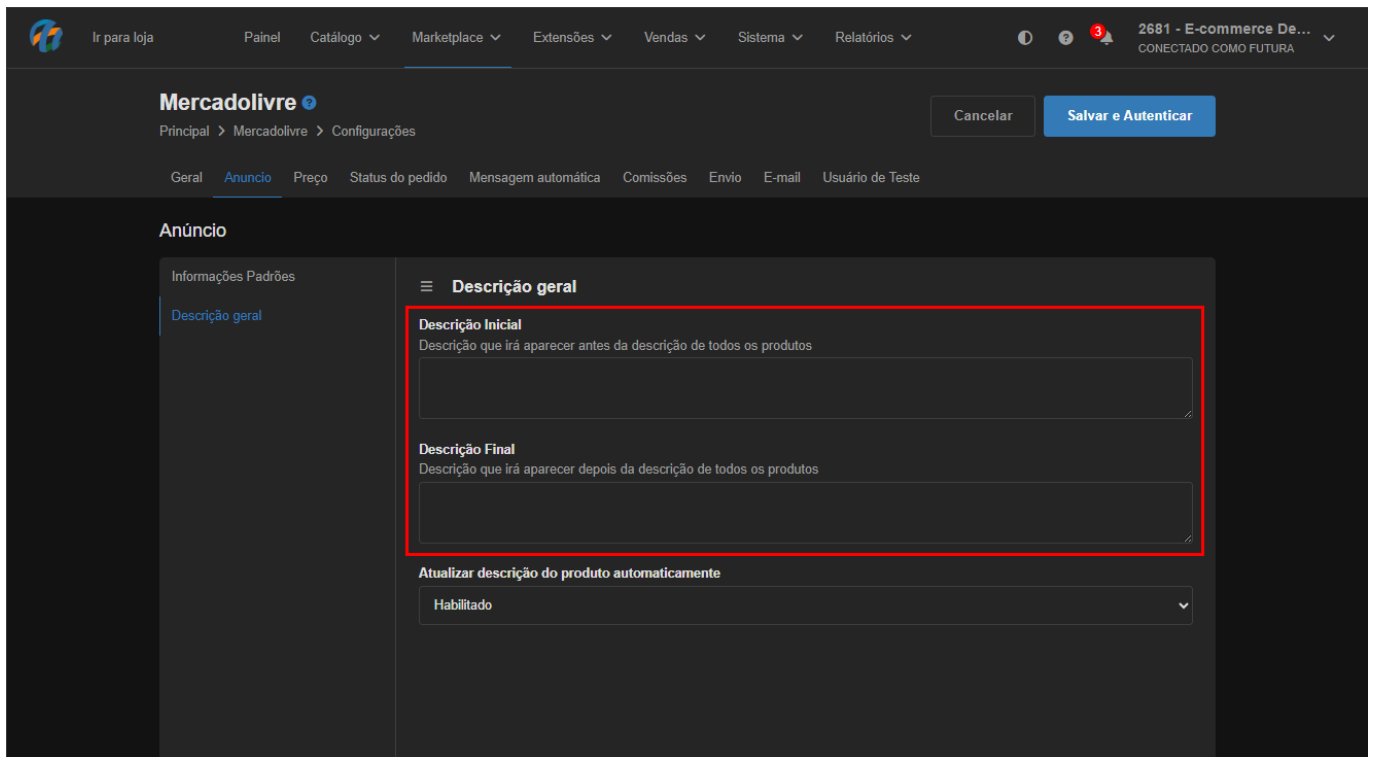 Ir para loja Painel Catálogo Marketplace Extensões Vendas Sistema Relatórios 3 2681 - E-commerce De...
CONECTADO COMO FUTURA
Mercadolivre
Principal > Mercadolivre > Configurações
Cancelar Salvar e Autenticar
Geral Anuncio Preço Status do pedido Mensagem automática Comissões Envio E-mail Usuário de Teste
Anúncio
Informações Padrões
Descrição geral
Descrição geral
Descrição Inicial
Descrição que irá aparecer antes da descrição de todos os produtos
Descrição Final
Descrição que irá aparecer depois da descrição de todos os produtos
Atualizar descrição do produto automaticamente
Habilitado